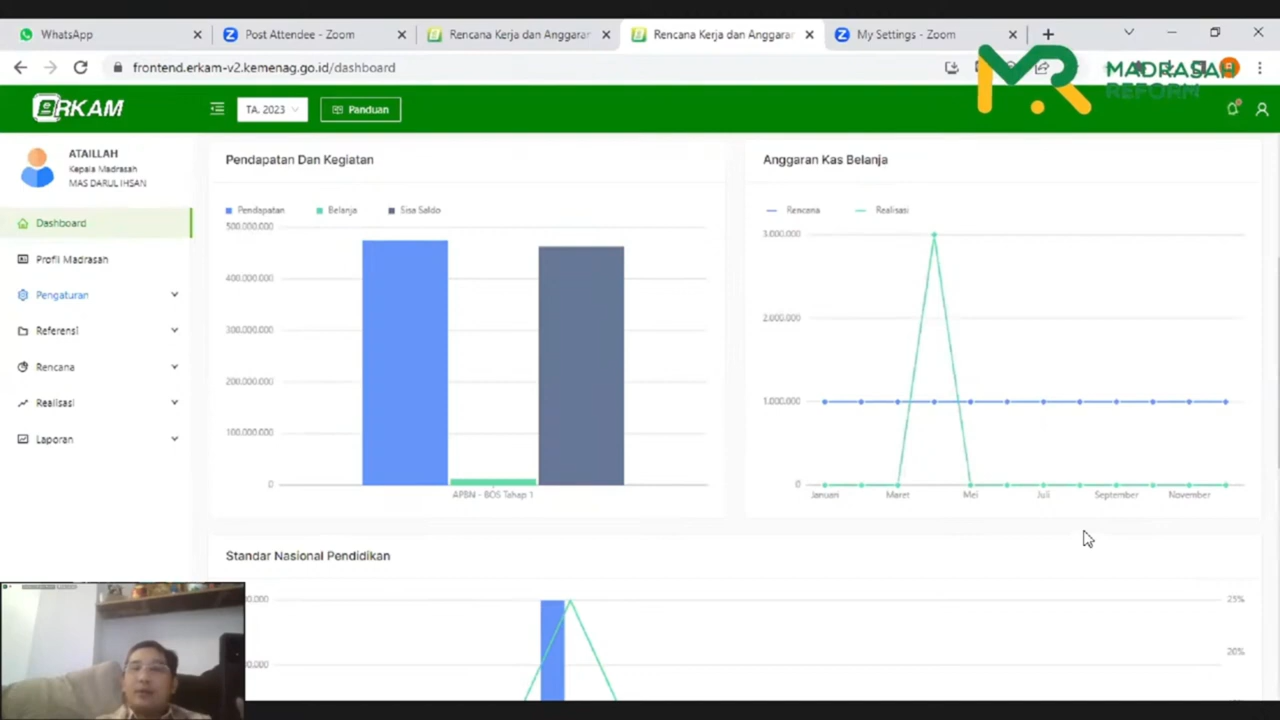 WhatsApp
Post Attendee - Zoom
Rencana Kerja dan Anggaran
Rencana Kerja dan Anggaran
My Settings - Zoom
frontend.erkam-v2.kemenag.go.id/dashboard
MADRASAH
REFORM
ERKAM
TA. 2023
Panduan
ATAILLAH
Kepala Madrasah
MAS DARUL IHSAN
Dashboard
Profil Madrasah
Pengaturan
Referensi
Rencana
Realisasi
Laporan
Pendapatan Dan Kegiatan
Pendapatan
Belanja
Sisa Saldo
500.000.000
400.000.000
300.000.000
200.000.000
100.000.000
0
APBN - BOS Tahap 1
Anggaran Kas Belanja
Rencana
Realisasi
3.000.000
2.000.000
1.000.000
0
Januari
Maret
Mei
Juli
September
November
Standar Nasional Pendidikan
25%
20%